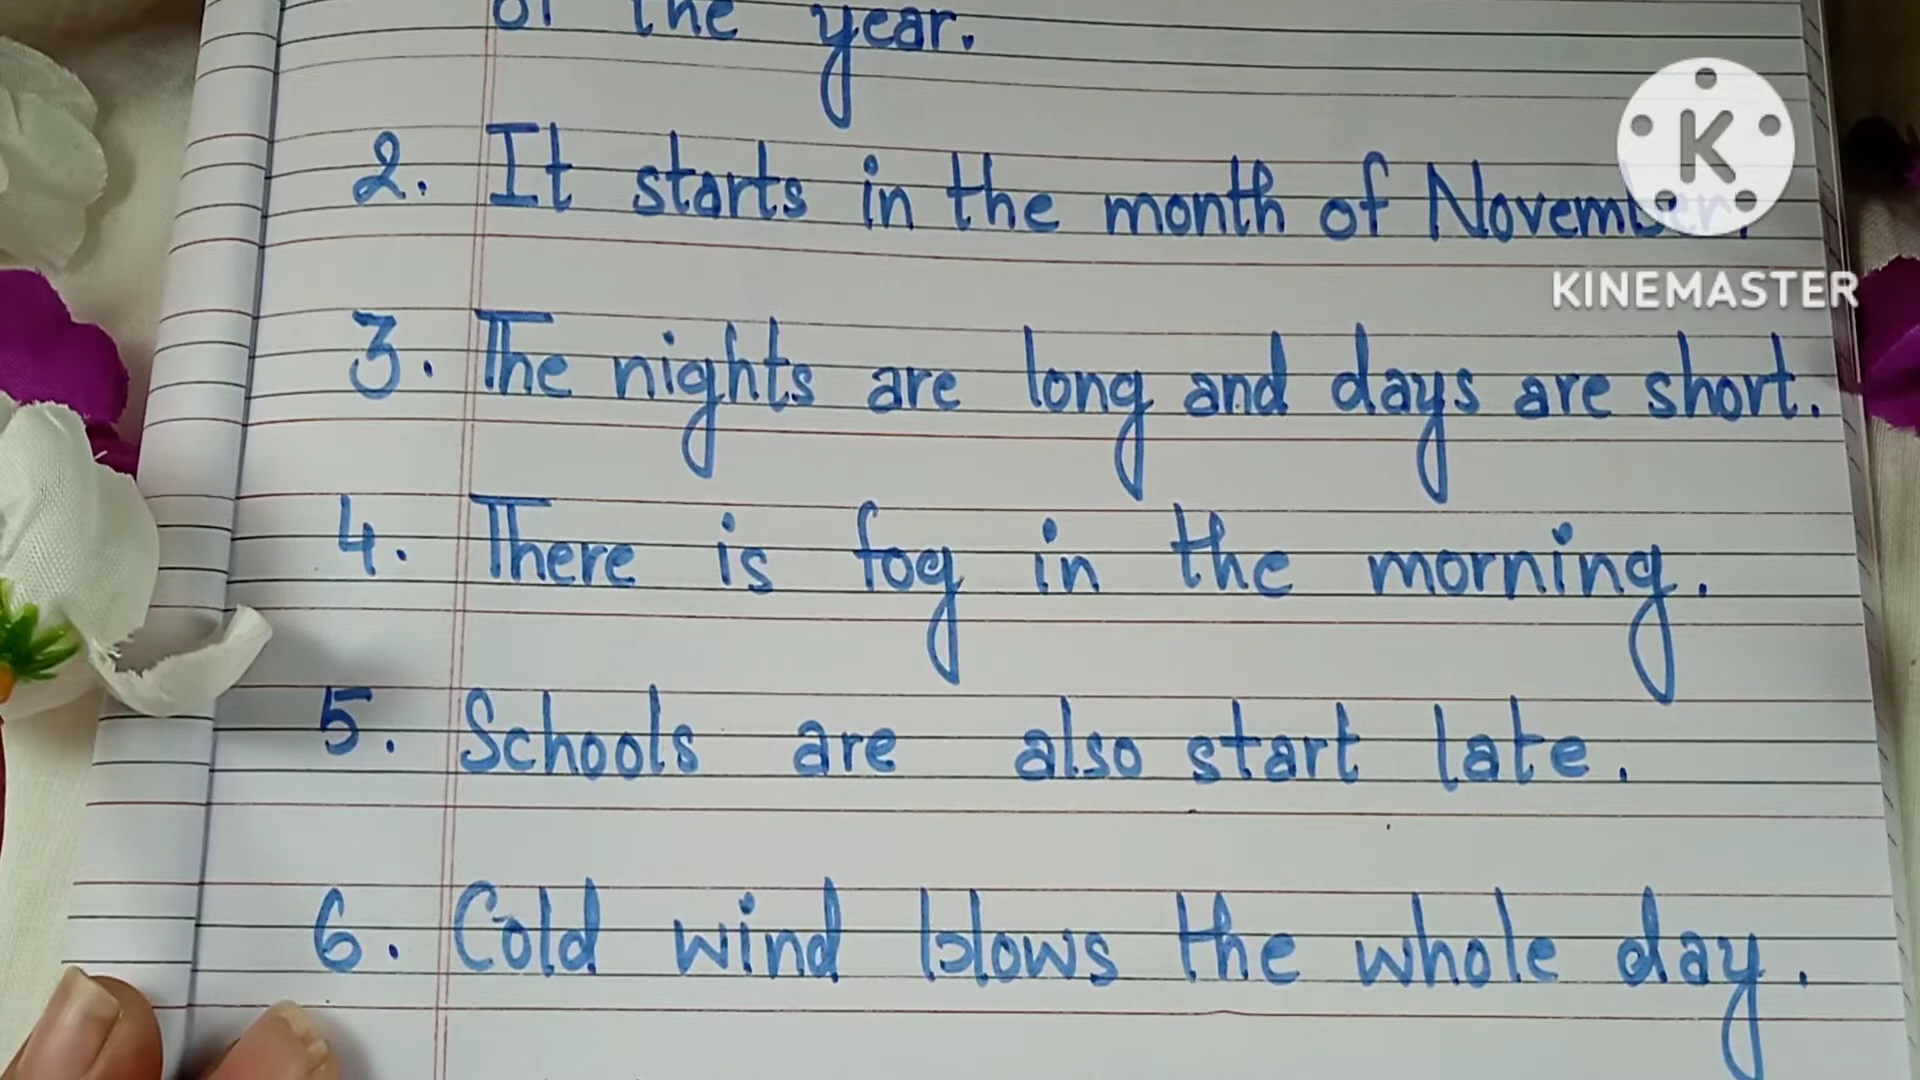 of the year.
2. It starts in the month of November.
K
KINEMASTER
3. The nights are long and days are short.
4. There is fog in the morning.
5. Schools are also start late.
6. Cold wind blows the whole day.